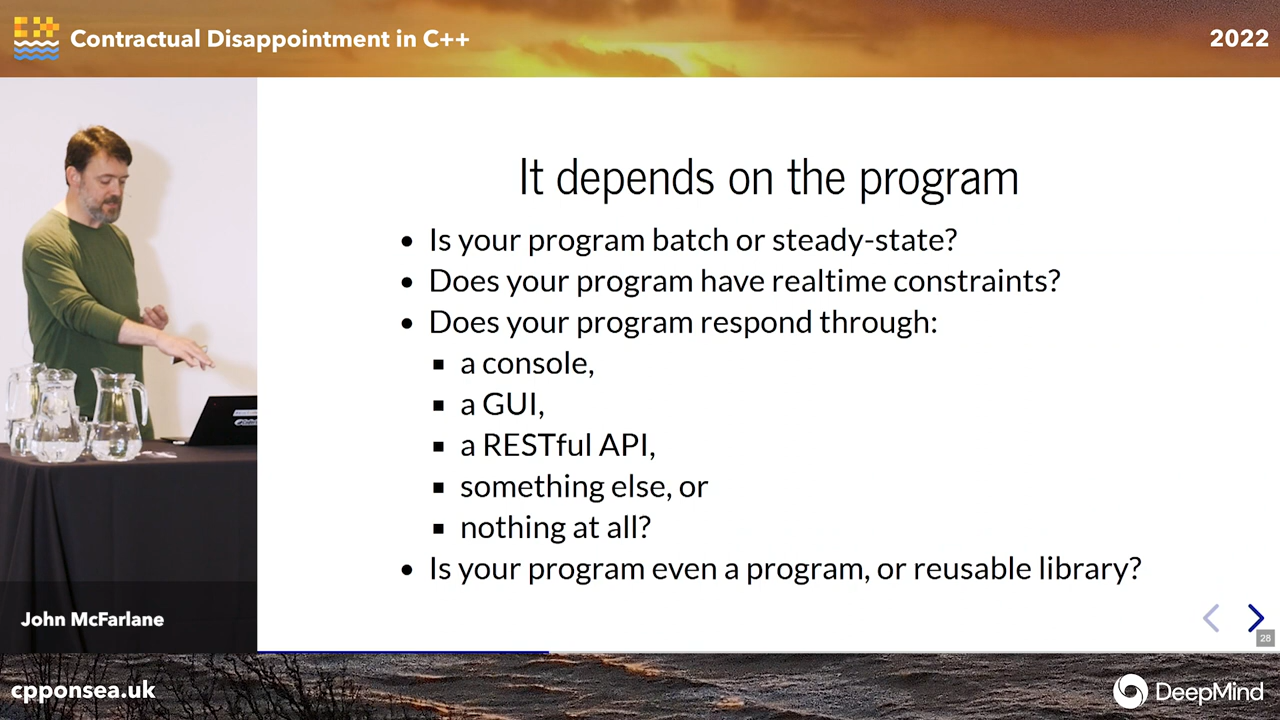 Contractual Disappointment in C++
2022
It depends on the program
Is your program batch or steady-state?
Does your program have realtime constraints?
Does your program respond through:
a console,
a GUI,
a RESTful API,
something else, or
nothing at all?
Is your program even a program, or reusable library?
John McFarlane
28
cpponsea.uk
DeepMind